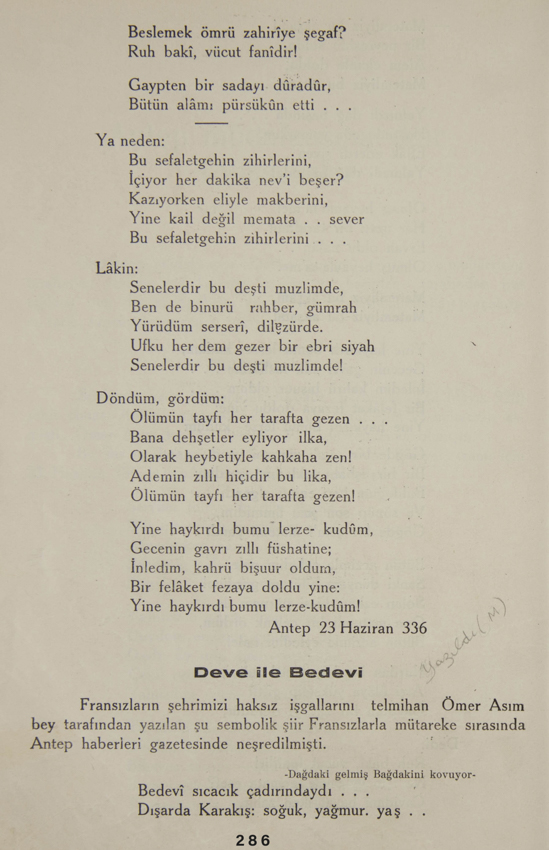 Beslemek ömrü zahirîye şegaf?
Ruh bakî, vücut fanîdir!
Gaypten bir sadayı dûradûr,
Bütün alâmı pürsükûn etti . . .
Ya neden:
Bu sefaletgehin zihirlerini,
İçiyor her dakika nev'i beşer?
Kazıyorken eliyle makberini,
Yine kail değil memata . . sever
Bu sefaletgehin zihirlerini . . .
Lâkin:
Senelerdir bu deşti muzlimde,
Ben de binurü rahber, gümrah
Yürüdüm serserî, dilşzürde.
Ufku her dem gezer bir ebri siyah
Senelerdir bu deşti muzlimde!
Döndüm, gördüm:
Ölümün tayfı her tarafta gezen . . .
Bana dehşetler eyliyor ilka,
Olarak heybetiyle kahkaha zen!
Ademin zıllı hiçidir bu lika,
Ölümün tayfı her tarafta gezen!
Yine haykırdı bumu lerze- kudûm,
Gecenin gavrı zıllı füshatine;
İnledim, kahrü bişuur oldum,
Bir felâket fezaya doldu yine:
Yine haykırdı bumu lerze-kudûm!
Antep 23 Haziran 336
Yazıldı (M)
Deve ile Bedevi
Fransızların şehrimizi haksız işgallarını telmihan Ömer Asım
bey tarafından yazılan şu sembolik şiir Fransızlarla mütareke sırasında
Antep haberleri gazetesinde neşredilmişti.
-Dağdaki gelmiş Bağdakini kovuyor-
Bedevî sıcacık çadırındaydı . . .
Dışarda Karakış: soğuk, yağmur. yaş . .
286